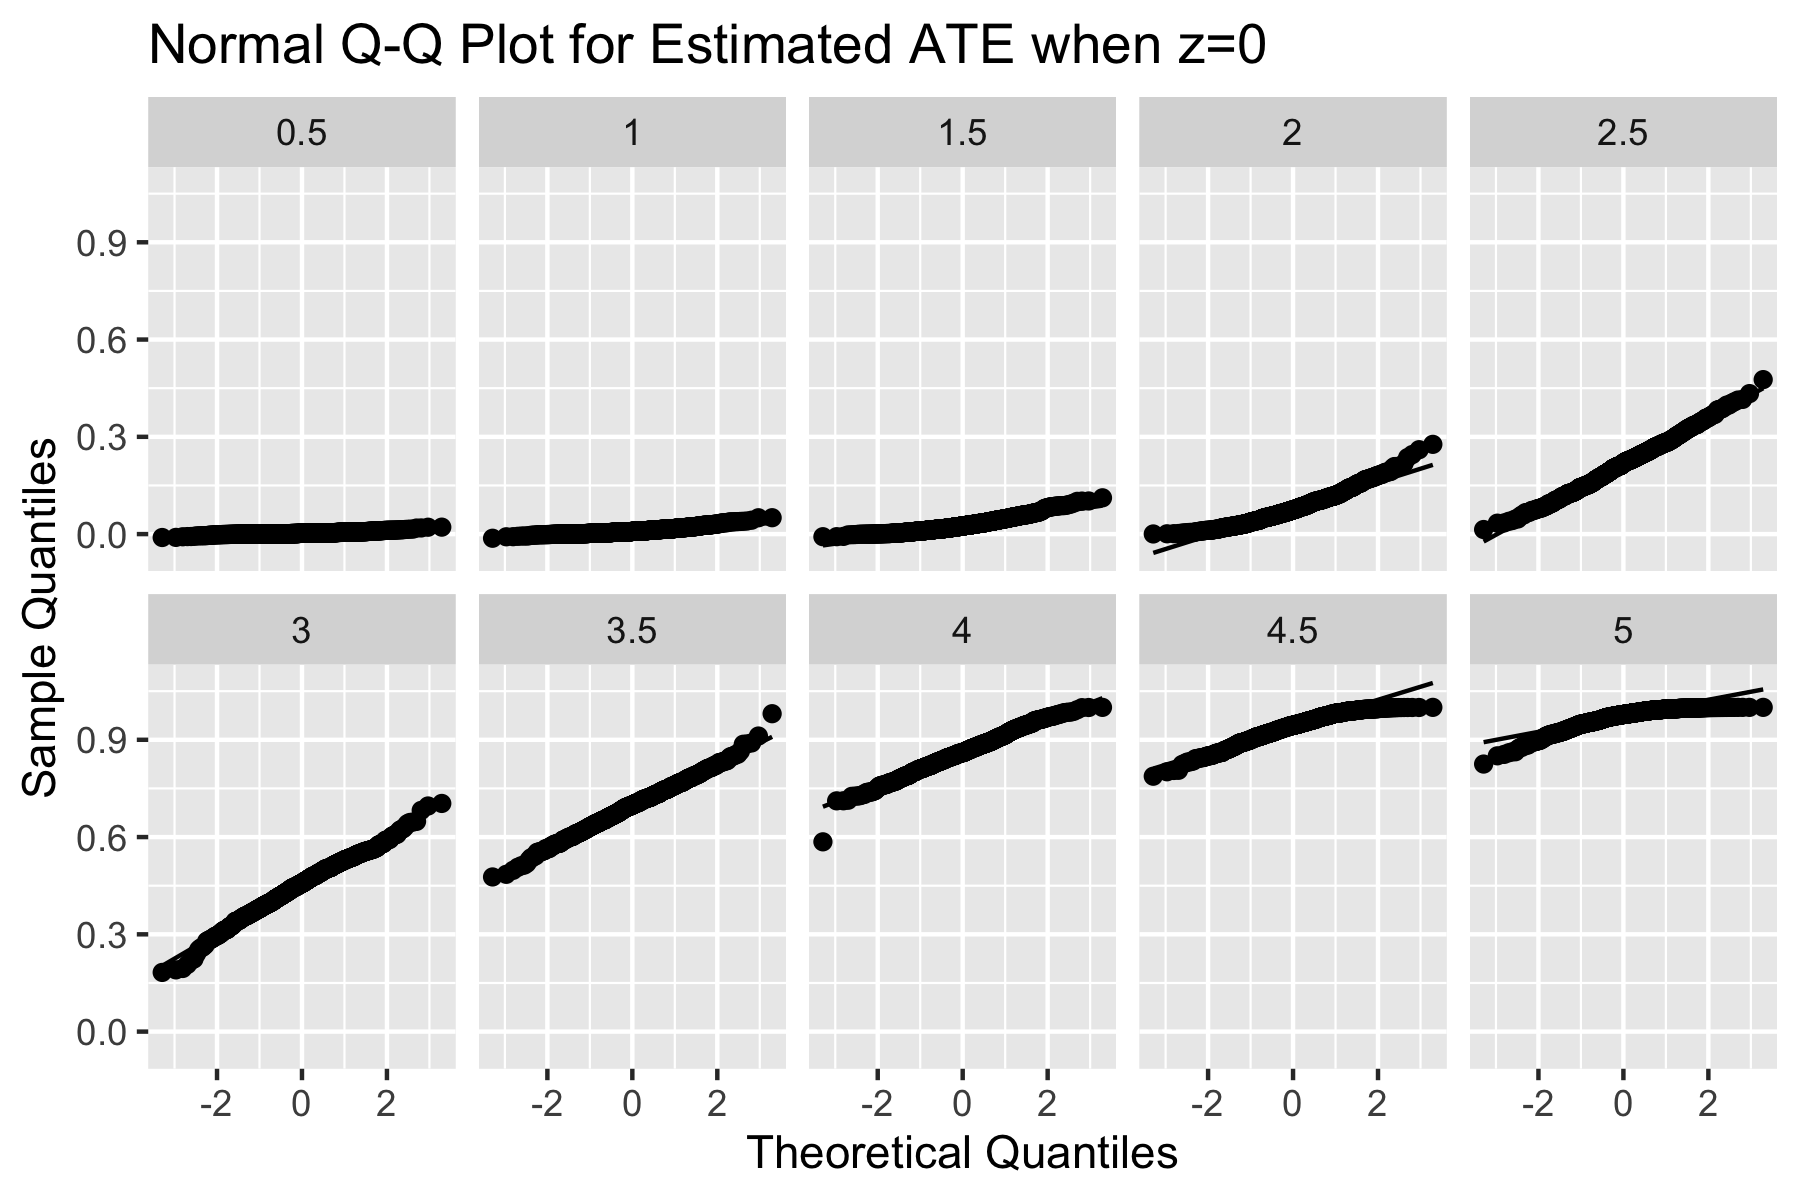 Normal Q-Q Plot for Estimated ATE when z=0
0.5 1 1.5 2 2.5
0.9
0.6
0.3
0.0
3 3.5 4 4.5 5
0.9
0.6
0.3
0.0
Sample Quantiles
-2 0 2 -2 0 2 -2 0 2 -2 0 2 -2 0 2
Theoretical Quantiles